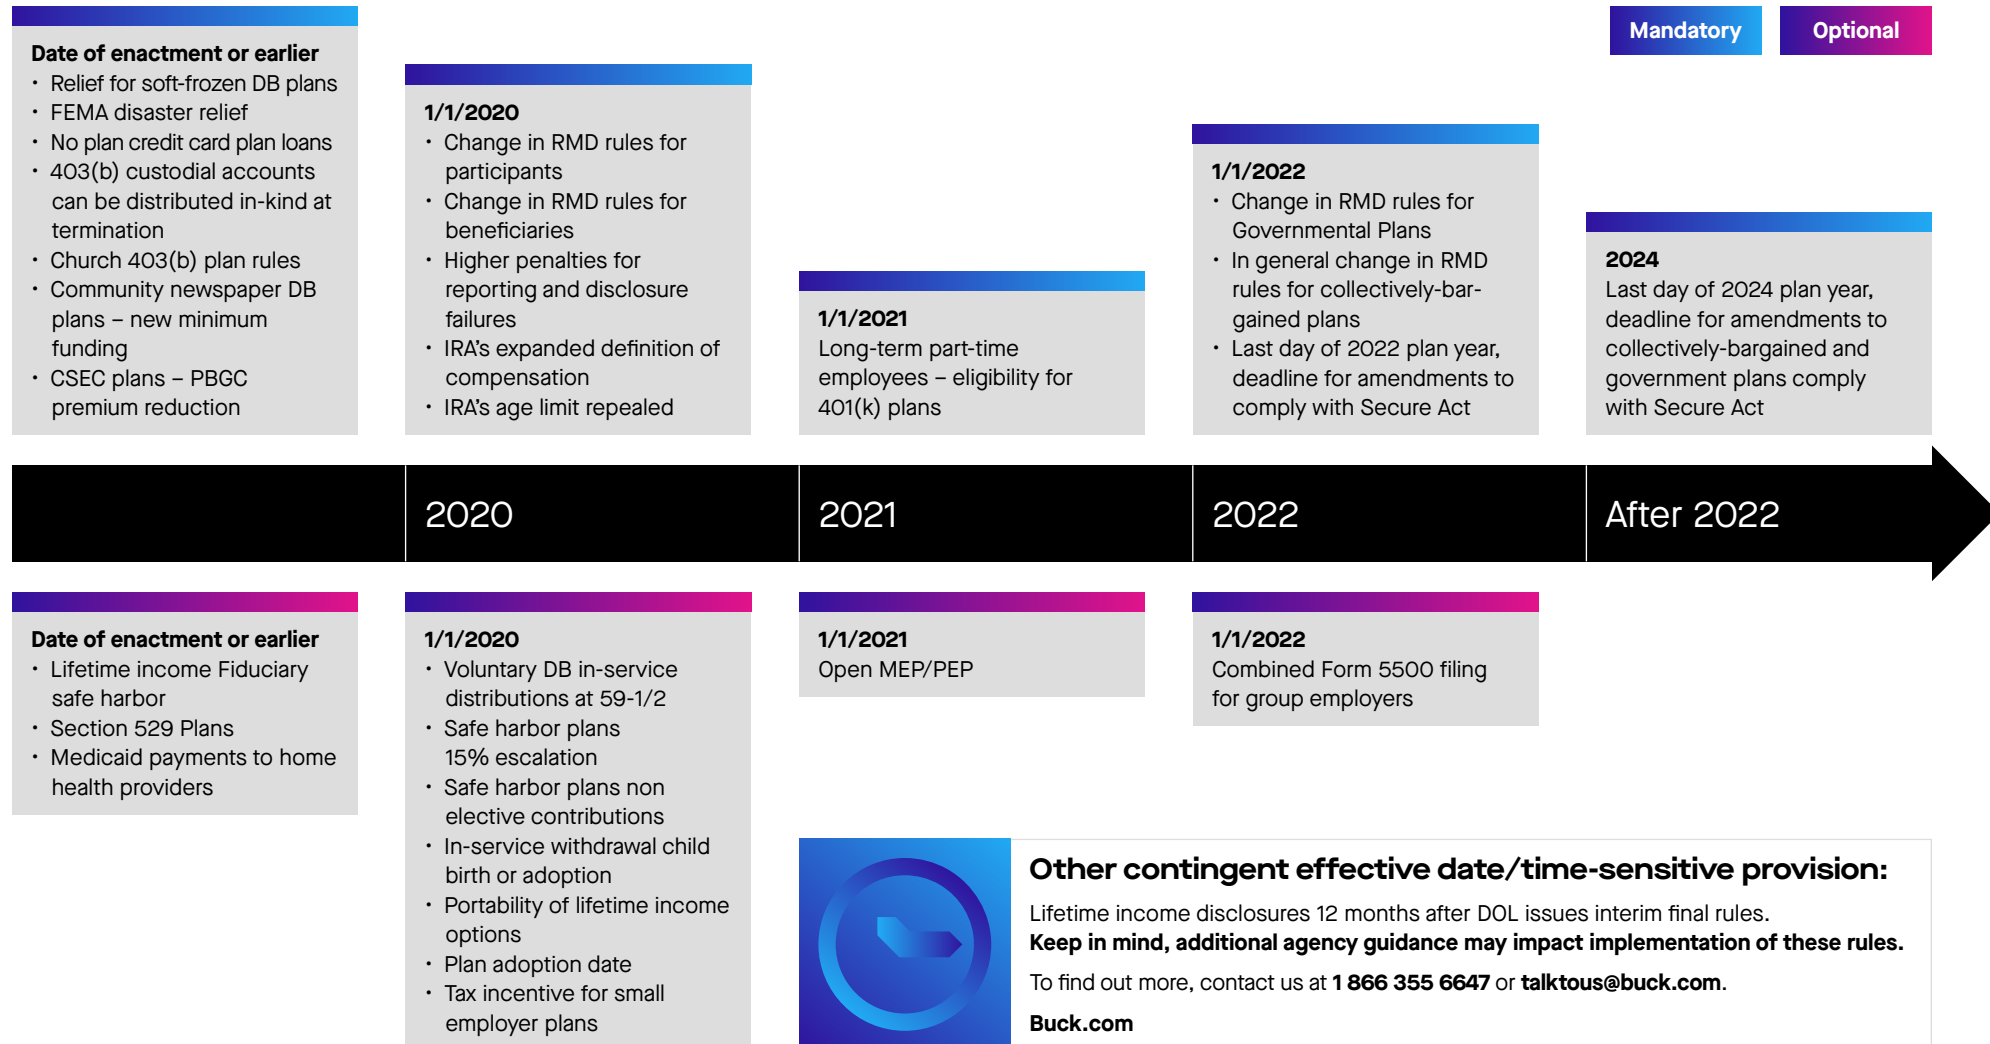 Mandatory
Optional
Date of enactment or earlier
• Relief for soft-frozen DB plans
• FEMA disaster relief
• No plan credit card plan loans
• 403(b) custodial accounts
can be distributed in-kind at
termination
• Church 403(b) plan rules
• Community newspaper DB
plans – new minimum
funding
• CSEC plans – PBGC
premium reduction
1/1/2020
• Change in RMD rules for
participants
• Change in RMD rules for
beneficiaries
• Higher penalties for
reporting and disclosure
failures
• IRA's expanded definition of
compensation
• IRA's age limit repealed
1/1/2021
Long-term part-time
employees – eligibility for
401(k) plans
1/1/2022
• Change in RMD rules for
Governmental Plans
• In general change in RMD
rules for collectively-bar-
gained plans
• Last day of 2022 plan year,
deadline for amendments to
comply with Secure Act
2024
Last day of 2024 plan year,
deadline for amendments to
collectively-bargained and
government plans comply
with Secure Act
2020
2021
2022
After 2022
Date of enactment or earlier
• Lifetime income Fiduciary
safe harbor
• Section 529 Plans
• Medicaid payments to home
health providers
1/1/2020
• Voluntary DB in-service
distributions at 59-1/2
• Safe harbor plans
15% escalation
• Safe harbor plans non
elective contributions
• In-service withdrawal child
birth or adoption
• Portability of lifetime income
options
• Plan adoption date
• Tax incentive for small
employer plans
1/1/2021
Open MEP/PEP
1/1/2022
Combined Form 5500 filing
for group employers
Other contingent effective date/time-sensitive provision:
Lifetime income disclosures 12 months after DOL issues interim final rules.
Keep in mind, additional agency guidance may impact implementation of these rules.
To find out more, contact us at 1 866 355 6647 or talktous@buck.com.
Buck.com